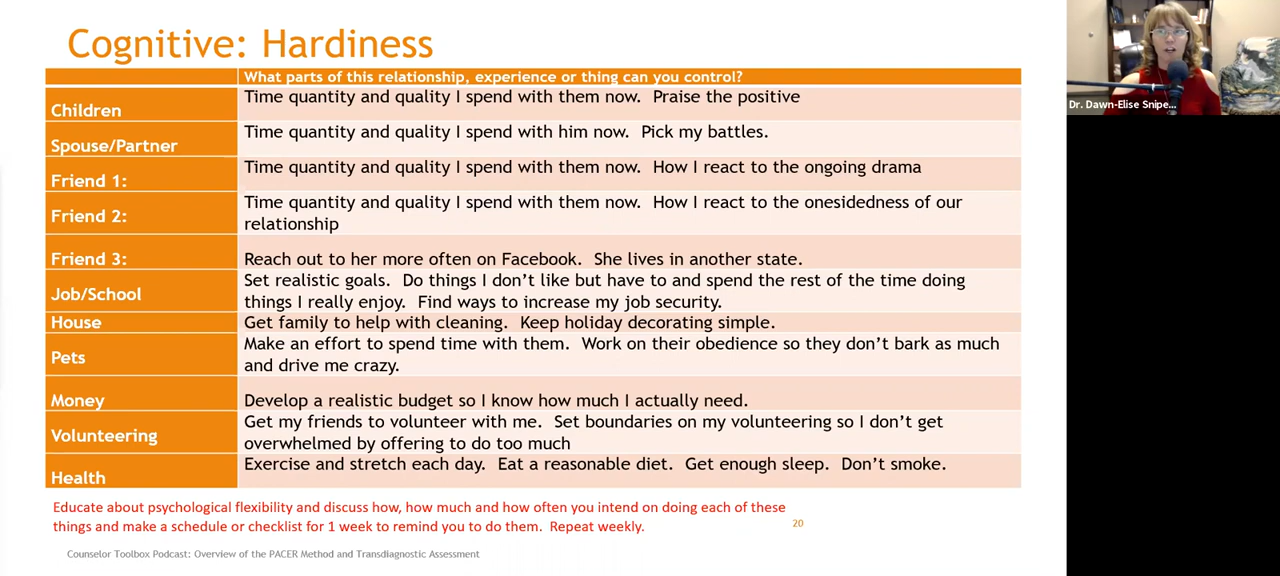 Cognitive: Hardiness
What parts of this relationship, experience or thing can you control?
Children
Time quantity and quality I spend with them now.  Praise the positive
Spouse/Partner
Time quantity and quality I spend with him now.  Pick my battles.
Friend 1:
Time quantity and quality I spend with them now.  How I react to the ongoing drama
Friend 2:
Time quantity and quality I spend with them now.  How I react to the onesidedness of our
relationship
Friend 3:
Reach out to her more often on Facebook.  She lives in another state.
Job/School
Set realistic goals.  Do things I don't like but have to and spend the rest of the time doing
things I really enjoy.  Find ways to increase my job security.
House
Get family to help with cleaning.  Keep holiday decorating simple.
Pets
Make an effort to spend time with them.  Work on their obedience so they don't bark as much
and drive me crazy.
Money
Develop a realistic budget so I know how much I actually need.
Volunteering
Get my friends to volunteer with me.  Set boundaries on my volunteering so I don't get
overwhelmed by offering to do too much
Health
Exercise and stretch each day.  Eat a reasonable diet.  Get enough sleep.  Don't smoke.
Educate about psychological flexibility and discuss how, how much and how often you intend on doing each of these
things and make a schedule or checklist for 1 week to remind you to do them.  Repeat weekly.
20
Counselor Toolbox Podcast: Overview of the PACER Method and Transdiagnostic Assessment
Dr. Dawn-Elise Snipe...